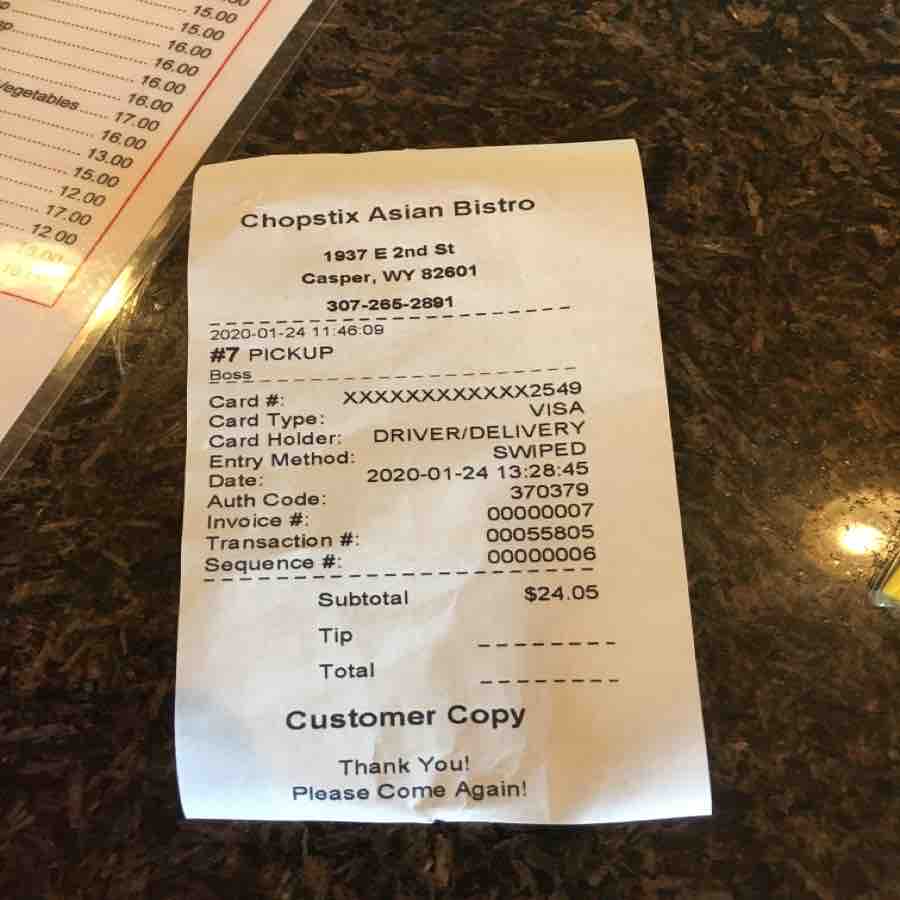 15.00
15.00
16.00
16.00
16.00
16.00
Vegetables 17.00
16.00
13.00
15.00
12.00
17.00
12.00
Chopstix Asian Bistro
1937 E 2nd St
Casper, WY 82601
307-265-2891
2020-01-24 11:46:09
#7 PICKUP
Boss
Card #: XXXXXXXXXXXX2549
Card Type: VISA
Card Holder: DRIVER/DELIVERY
Entry Method: SWIPED
Date: 2020-01-24 13:28:45
Auth Code: 370379
Invoice #: 00000007
Transaction #: 00055805
Sequence #: 00000006
Subtotal $24.05
Tip
Total
Customer Copy
Thank You!
Please Come Again!